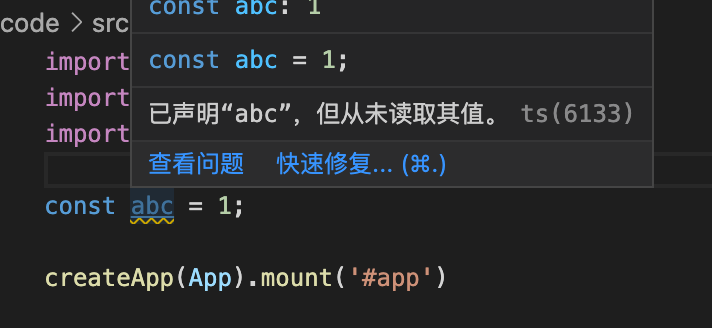 code > src
const abc: 1
import
const abc = 1;
import
import
已声明“abc”，但从未读取其值。 ts(6133)
查看问题 快速修复... (⌘.)
const abc = 1;
createApp(App).mount('#app')